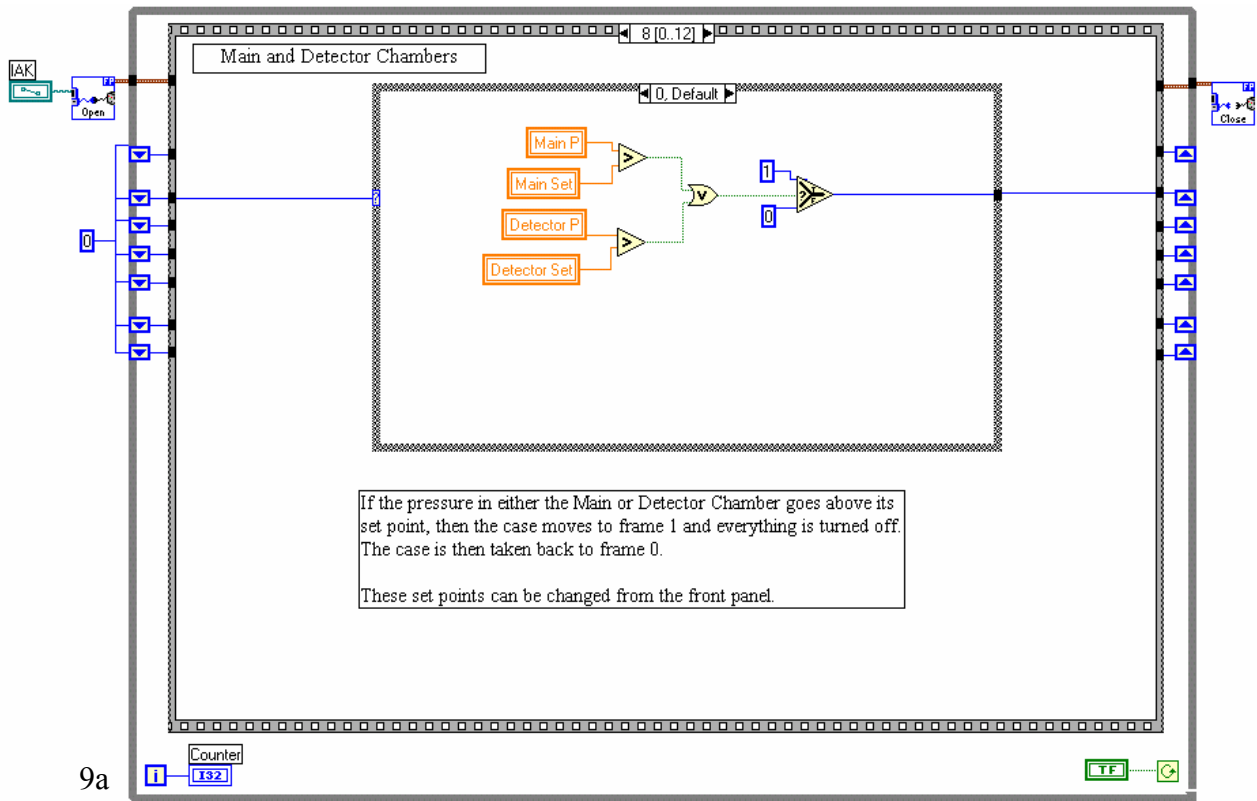 8 [0..12]
Main and Detector Chambers
IAK
FP
Open
FP
Close
0, Default
Main P
>
1
Main Set
?
V
?
T
F
0
Detector P
>
0
Detector Set
If the pressure in either the Main or Detector Chamber goes above its
set point, then the case moves to frame 1 and everything is turned off.
The case is then taken back to frame 0.
These set points can be changed from the front panel.
Counter
9a
i
I32
TF